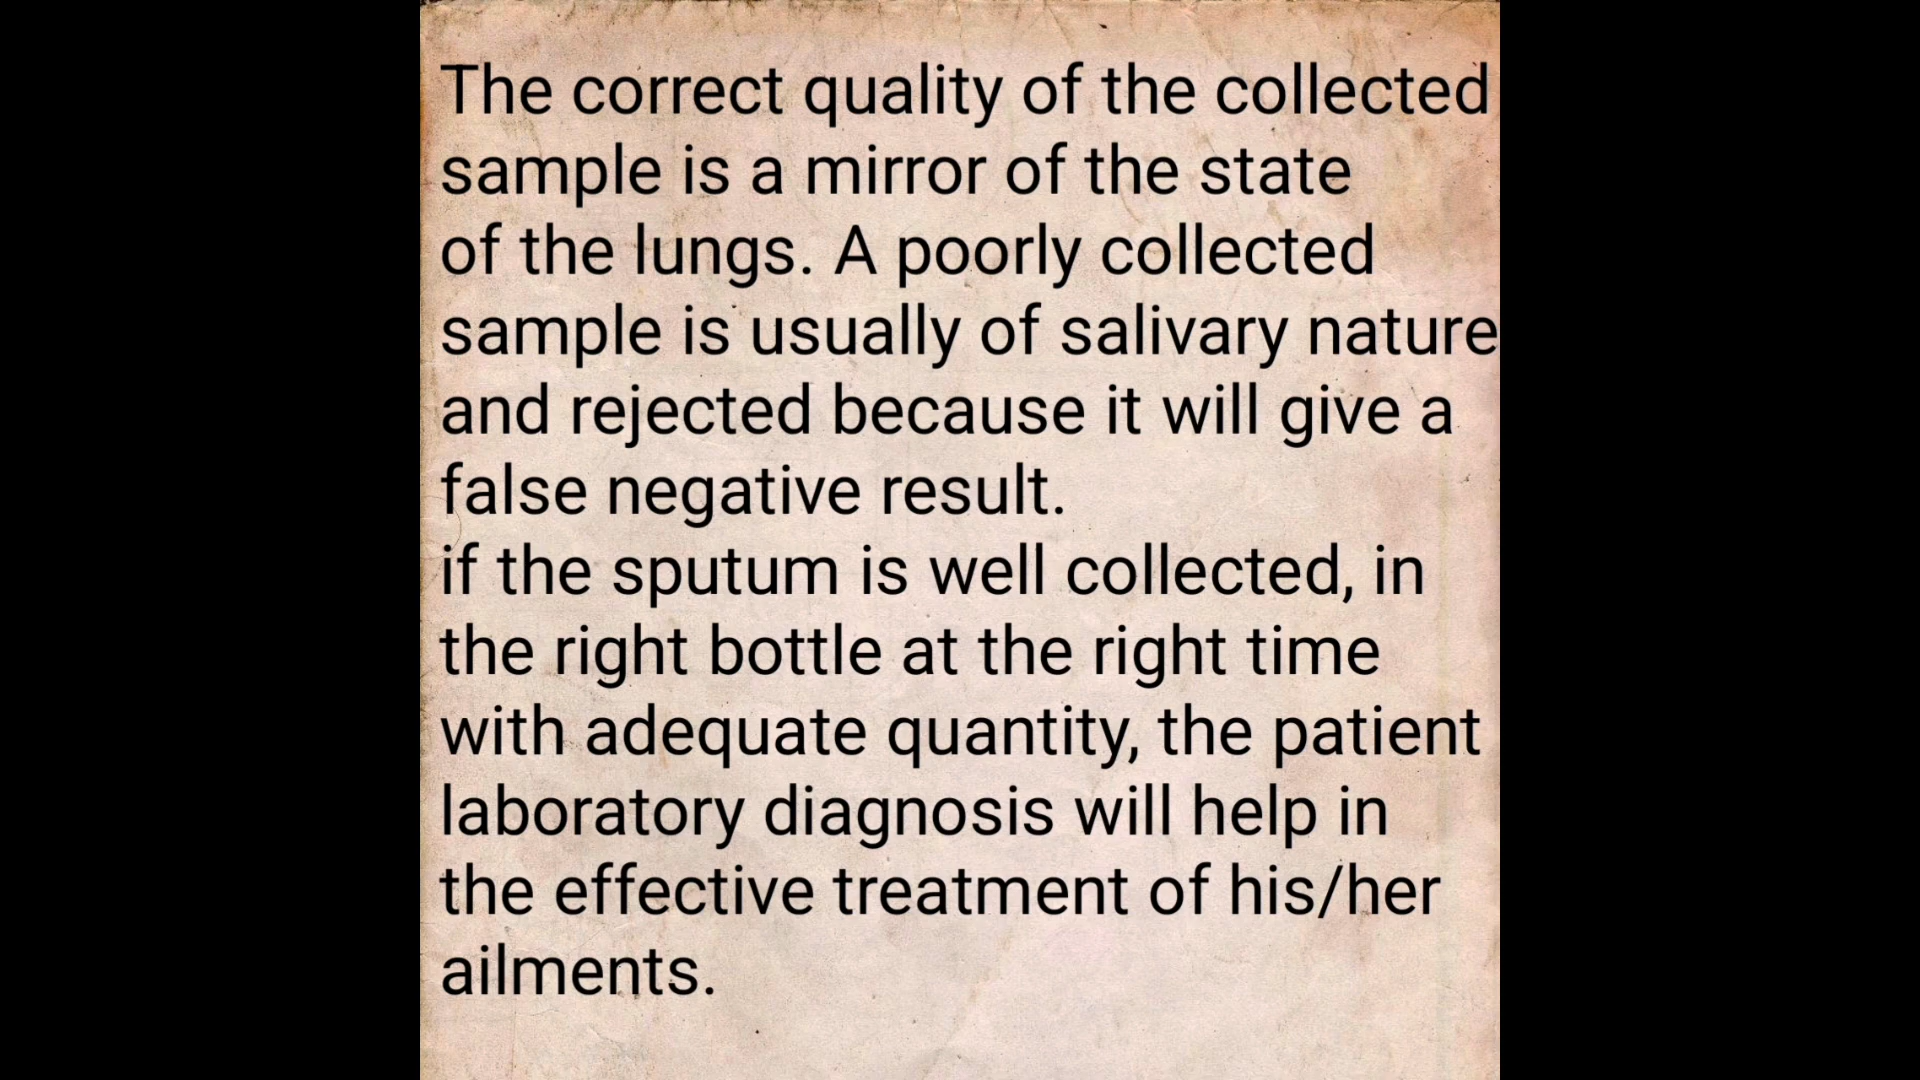 The correct quality of the collected
sample is a mirror of the state
of the lungs. A poorly collected
sample is usually of salivary nature
and rejected because it will give a
false negative result.
if the sputum is well collected, in
the right bottle at the right time
with adequate quantity, the patient
laboratory diagnosis will help in
the effective treatment of his/her
ailments.